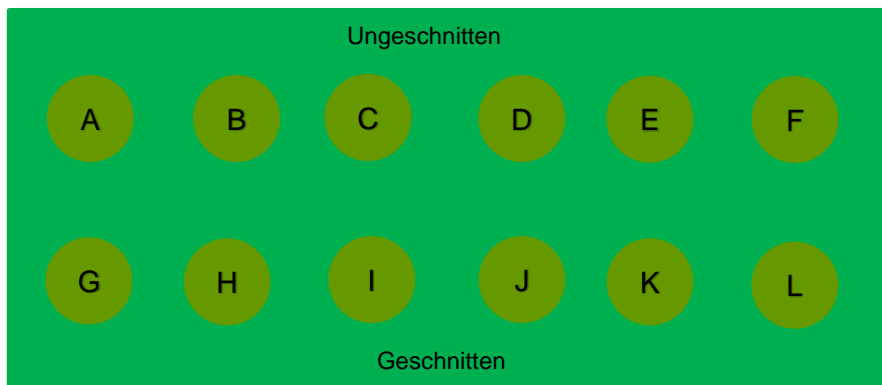 Ungeschnitten
A B C D E F
G H I J K L
Geschnitten